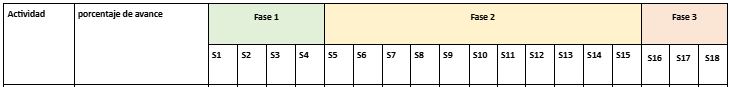 Actividad porcentaje de avance Fase 1 Fase 2 Fase 3
S1 S2 S3 S4 S5 S6 S7 S8 S9 S10 S11 S12 S13 S14 S15 S16 S17 S18